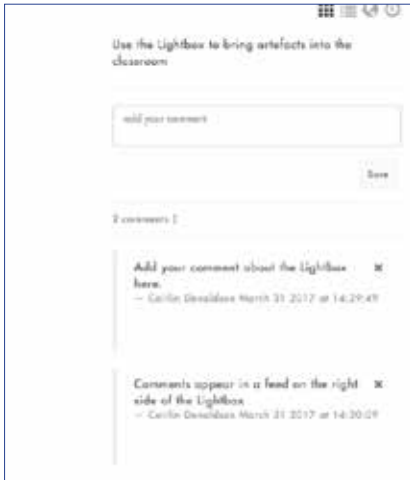 Use the Lightbox to bring artefacts into the
classroom
add your comment
Save
2 comments
Add your comment about the Lightbox
here.
— Caitlin Donaldson March 31 2017 at 14:29:49
Comments appear in a feed on the right
side of the Lightbox
— Caitlin Donaldson March 31 2017 at 14:30:09